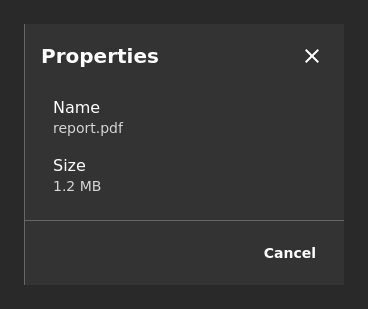 Properties
Name
report.pdf
Size
1.2 MB
Cancel